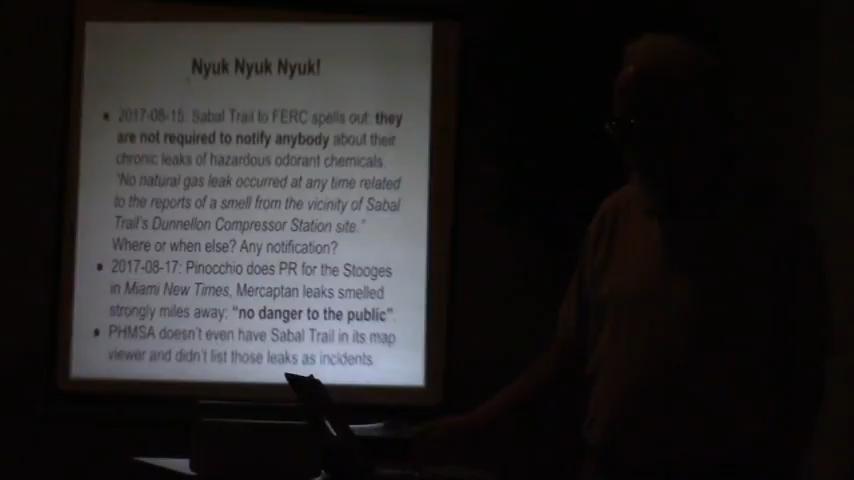 Nyuk Nyuk Nyuk!
• 2017-08-15: Sabal Trail to FERC spells out: they
are not required to notify anybody about their
chronic leaks of hazardous odorant chemicals.
"No natural gas leak occurred at any time related
to the reports of a smell from the vicinity of Sabal
Trail's Dunnellon Compressor Station site."
Where or when else? Any notification?
• 2017-08-17: Pinocchio does PR for the Stooges
in Miami New Times, Mercaptan leaks smelled
strongly miles away: "no danger to the public".
• PHMSA doesn't even have Sabal Trail in its map
viewer and didn't list those leaks as incidents